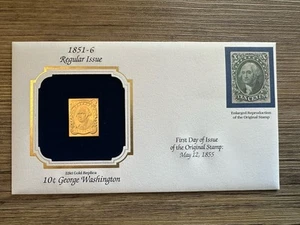 1851-6
Regular Issue
22kt Gold Replica
10¢ George Washington
Enlarged Reproduction
of the Original Stamp:
First Day of Issue
of the Original Stamp:
May 12, 1855